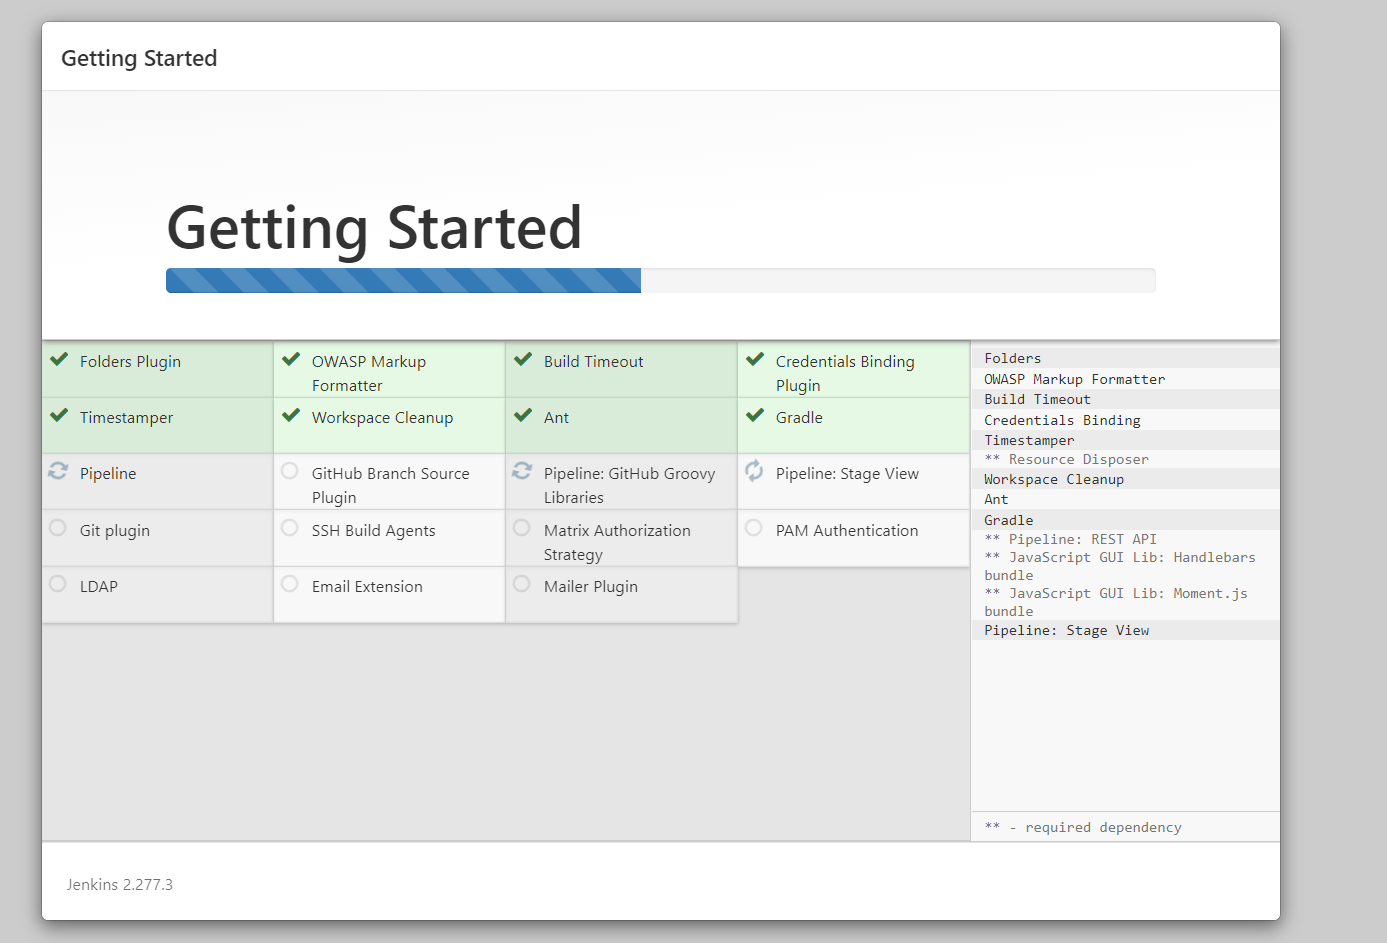 Getting Started
Getting Started
Folders Plugin
OWASP Markup
Formatter
Build Timeout
Credentials Binding
Plugin
Timestamper
Workspace Cleanup
Ant
Gradle
Pipeline
GitHub Branch Source
Plugin
Pipeline: GitHub Groovy
Libraries
Pipeline: Stage View
Git plugin
SSH Build Agents
Matrix Authorization
Strategy
PAM Authentication
LDAP
Email Extension
Mailer Plugin
Folders
OWASP Markup Formatter
Build Timeout
Credentials Binding
Timestamper
** Resource Disposer
Workspace Cleanup
Ant
Gradle
** Pipeline: REST API
** JavaScript GUI Lib: Handlebars
bundle
** JavaScript GUI Lib: Moment.js
bundle
Pipeline: Stage View
** - required dependency
Jenkins 2.277.3